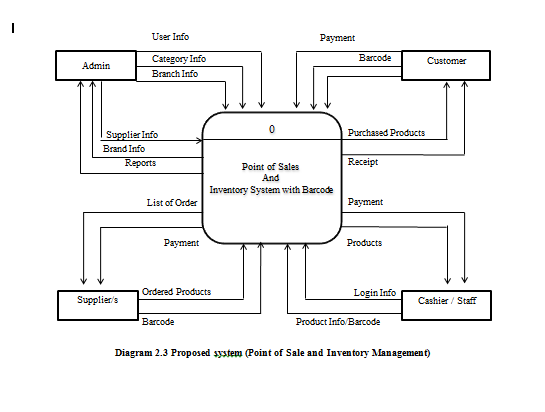 User Info
Payment
Category Info
Barcode
Admin
Customer
Branch Info
0
Supplier Info
Purchased Products
Brand Info
Reports
Receipt
Point of Sales
And
Inventory System with Barcode
List of Order
Payment
Payment
Products
Ordered Products
Login Info
Supplier/s
Cashier / Staff
Barcode
Product Info/Barcode
Diagram 2.3 Proposed system (Point of Sale and Inventory Management)